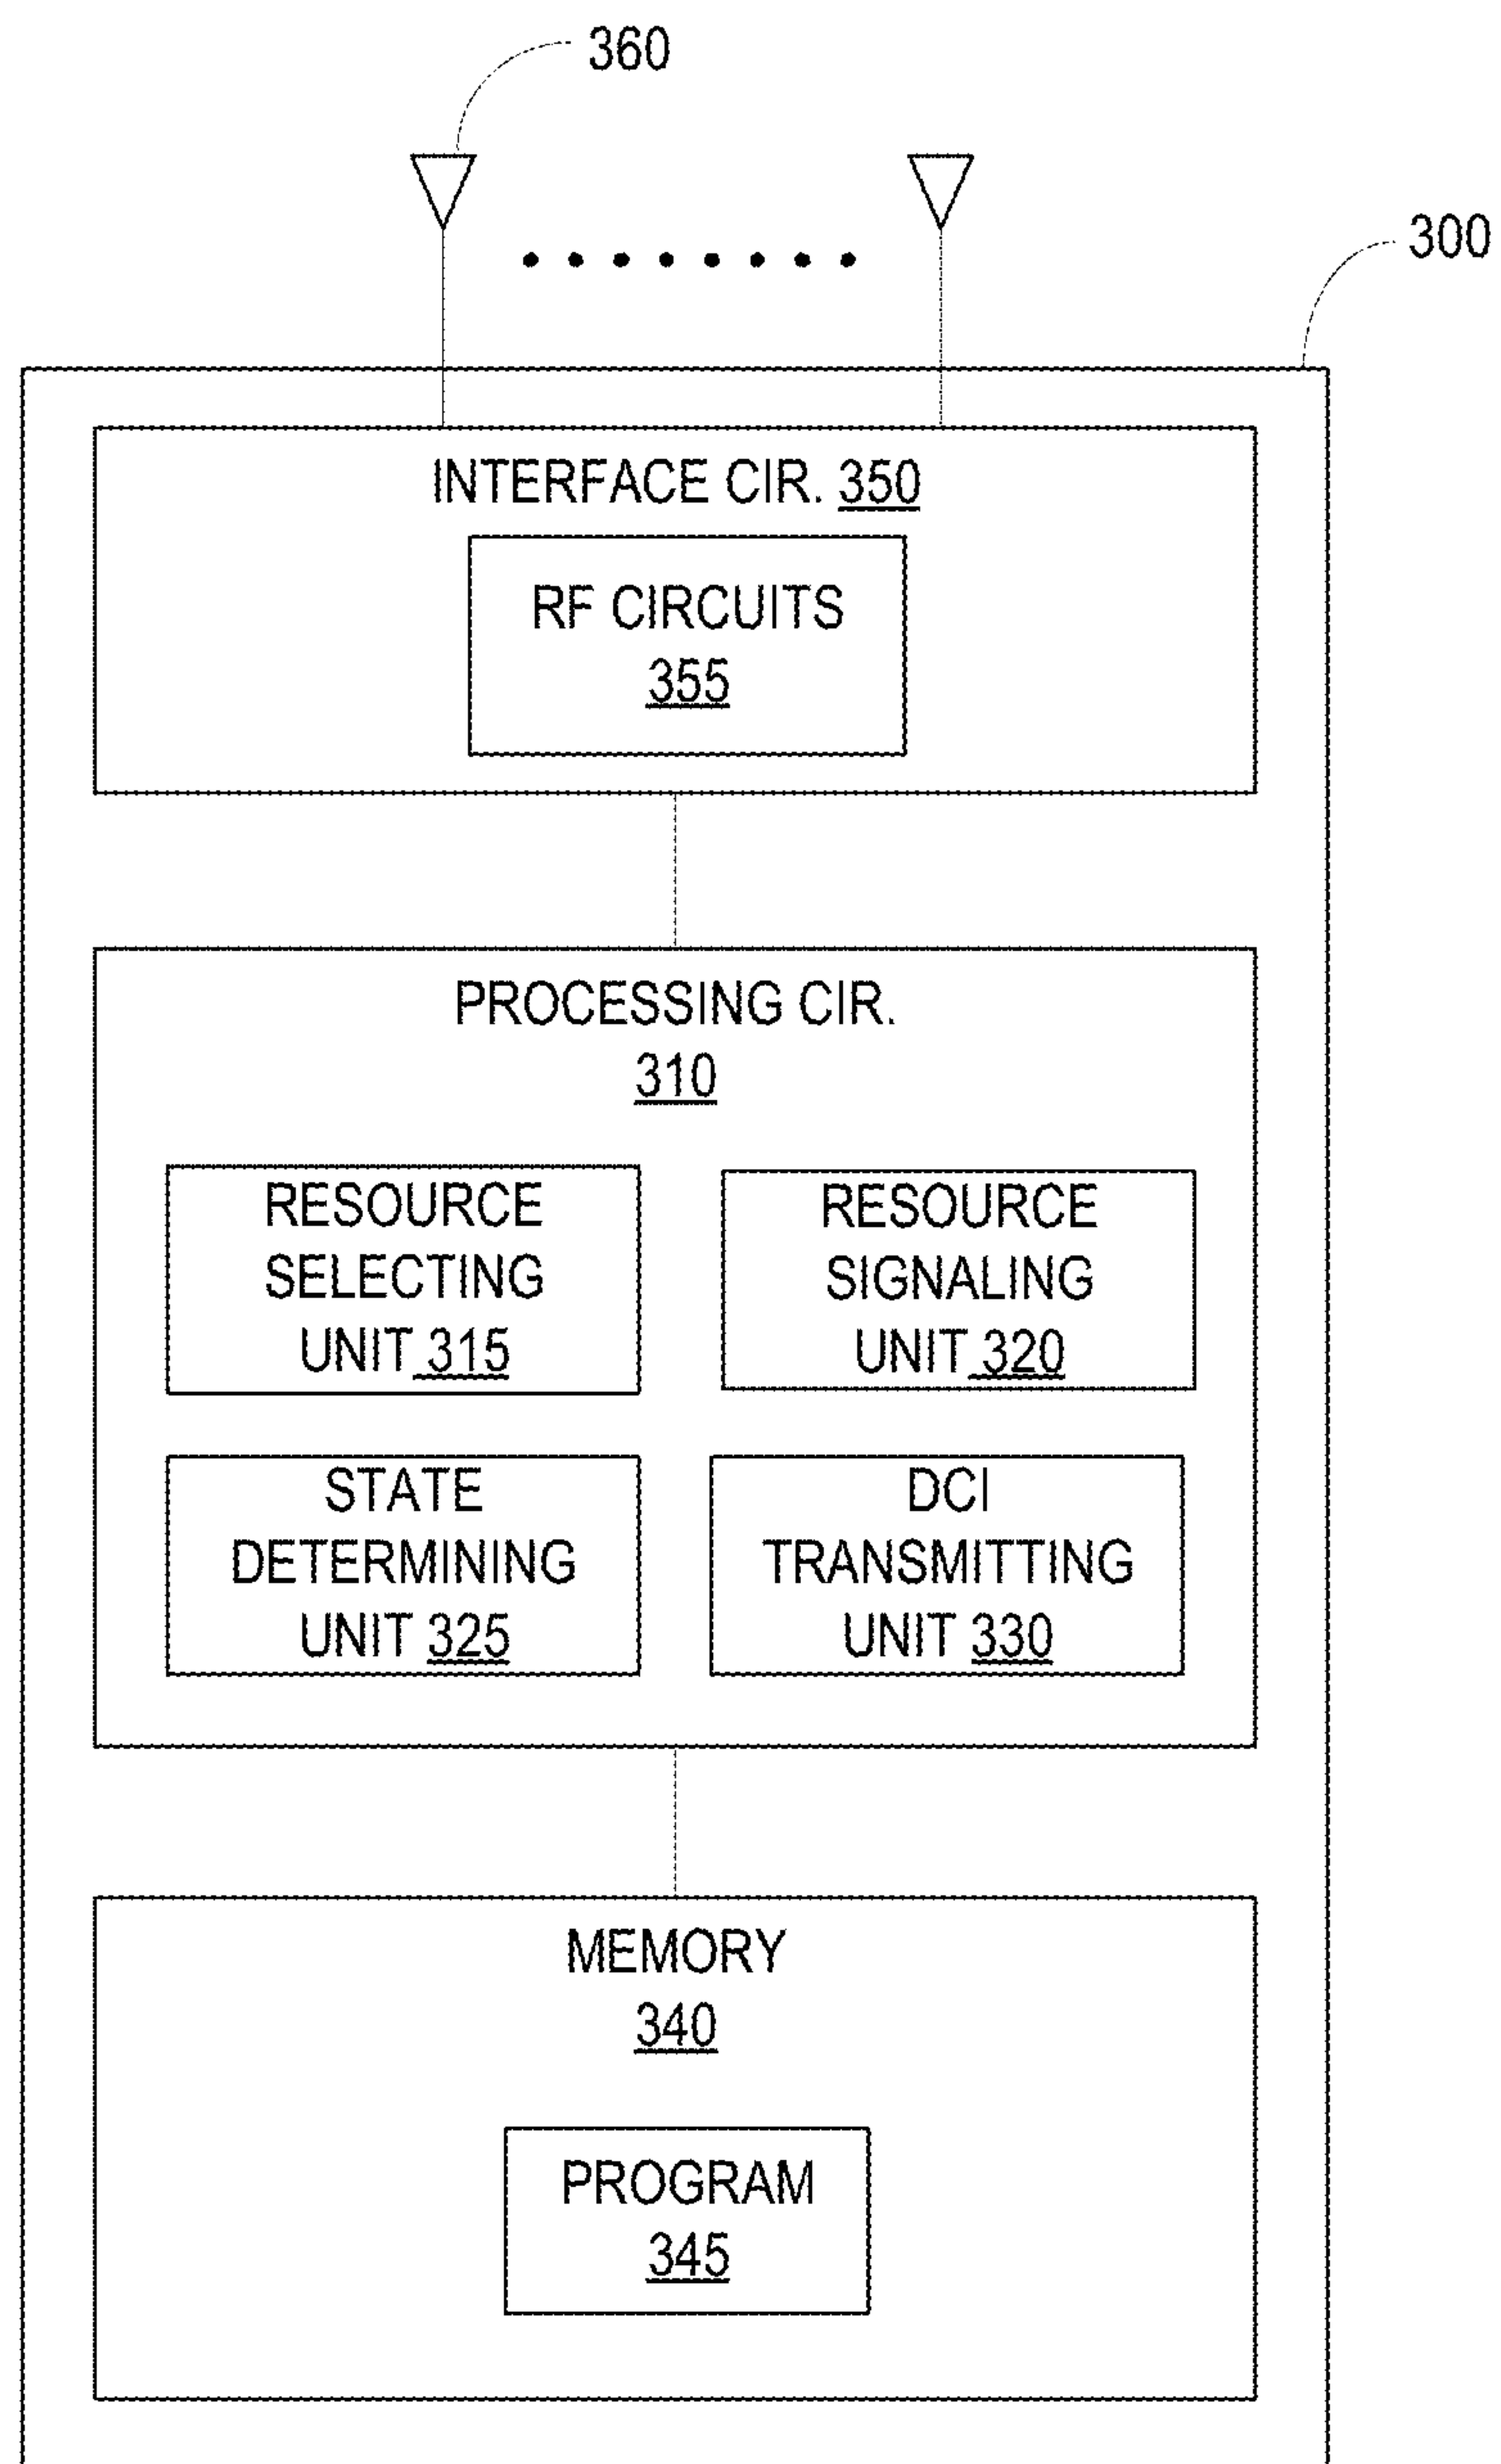 360
300
INTERFACE CIR. 350
RF CIRCUITS
355
PROCESSING CIR.
310
RESOURCE
SELECTING
UNIT 315
RESOURCE
SIGNALING
UNIT 320
STATE
DETERMINING
UNIT 325
DCI
TRANSMITTING
UNIT 330
MEMORY
340
PROGRAM
345